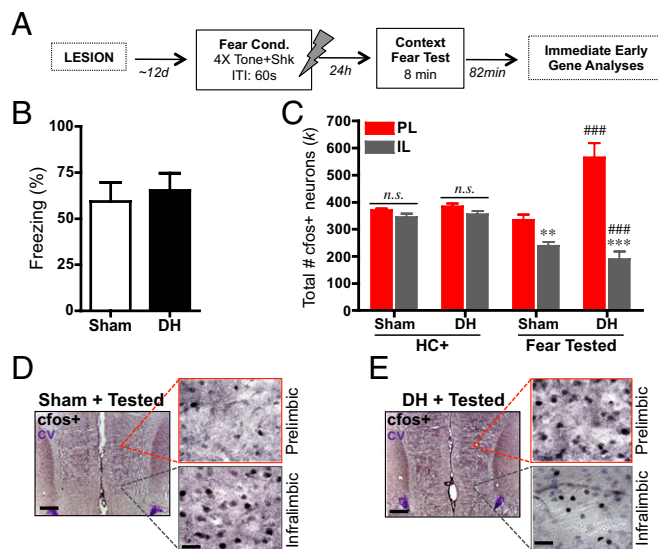 A
LESION
~12d
Fear Cond.
4X Tone+Shk
ITI: 60s
24h
Context
Fear Test
8 min
82min
Immediate Early
Gene Analyses
B
Freezing (%)
100
75
50
25
0
Sham DH
C
Total # cfos+ neurons (k)
700
600
500
400
300
200
100
0
PL
IL
n.s. n.s.
**
###
###
***
Sham DH Sham DH
HC+ Fear Tested
D
Sham + Tested
cfos+
cv
Prelimbic
Infralimbic
E
DH + Tested
cfos+
cv
Prelimbic
Infralimbic